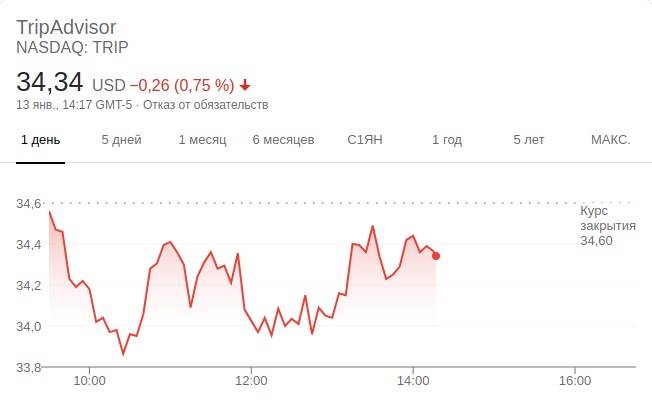 TripAdvisor
NASDAQ: TRIP
34,34 USD −0,26 (0,75 %)
13 янв., 14:17 GMT-5 · Отказ от обязательств
1 день 5 дней 1 месяц 6 месяцев С1ЯН 1 год 5 лет МАКС.
34,6
Курс
закрытия
34,60
34,4
34,2
34,0
33,8
10:00 12:00 14:00 16:00